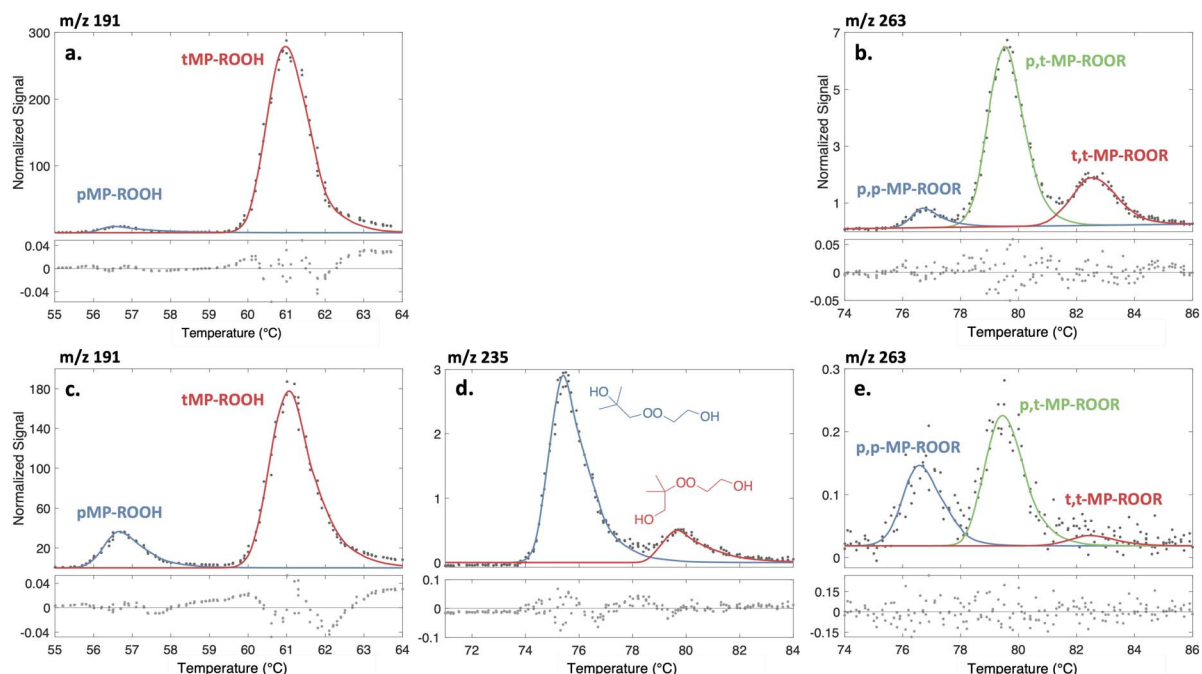 m/z 191
a.
tMP-ROOH
pMP-ROOH
Normalized Signal
300
200
100
0.04
0
-0.04
55 56 57 58 59 60 61 62 63 64
Temperature (°C)
m/z 263
b.
p,t-MP-ROOR
t,t-MP-ROOR
p,p-MP-ROOR
Normalized Signal
7
5
3
1
0.05
0
-0.05
74 76 78 80 82 84 86
Temperature (°C)
m/z 191
c.
tMP-ROOH
pMP-ROOH
Normalized Signal
180
140
100
60
20
0.04
0
-0.04
55 56 57 58 59 60 61 62 63 64
Temperature (°C)
m/z 235
d.
HO
OO
OH
OO
OH
HO
3
2
1
0
0.1
0
-0.1
72 74 76 78 80 82 84
Temperature (°C)
m/z 263
e.
p,t-MP-ROOR
p,p-MP-ROOR
t,t-MP-ROOR
0.3
0.2
0.1
0
0.15
0
-0.15
74 76 78 80 82 84 86
Temperature (°C)